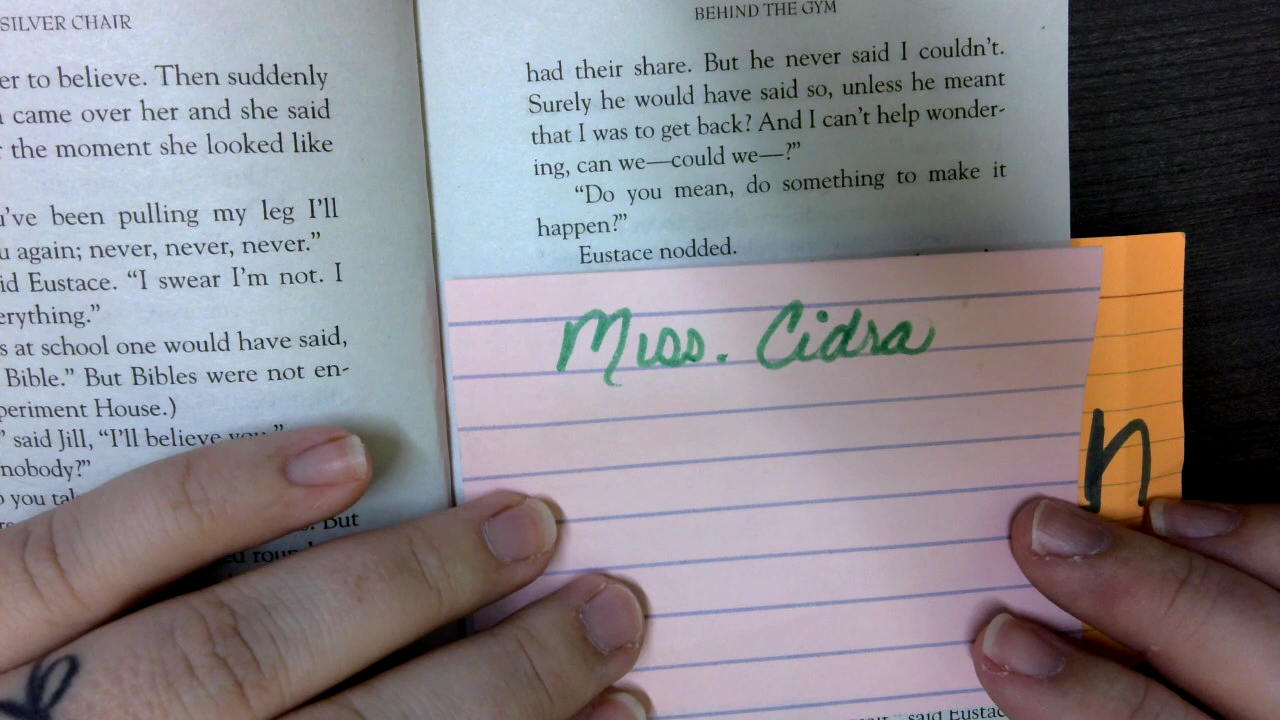 SILVER CHAIR
er to believe. Then suddenly
came over her and she said
the moment she looked like
u've been pulling my leg I'll
u again; never, never, never."
id Eustace. "I swear I'm not. I
erything."
s at school one would have said,
Bible." But Bibles were not en-
periment House.)
" said Jill, "I'll believe you."
nobody?"
you tal
But
BEHIND THE GYM
had their share. But he never said I couldn't.
Surely he would have said so, unless he meant
that I was to get back? And I can't help wonder-
ing, can we—could we—?"
"Do you mean, do something to make it
happen?"
Eustace nodded.
Miss. Cidra
n
said Eustac